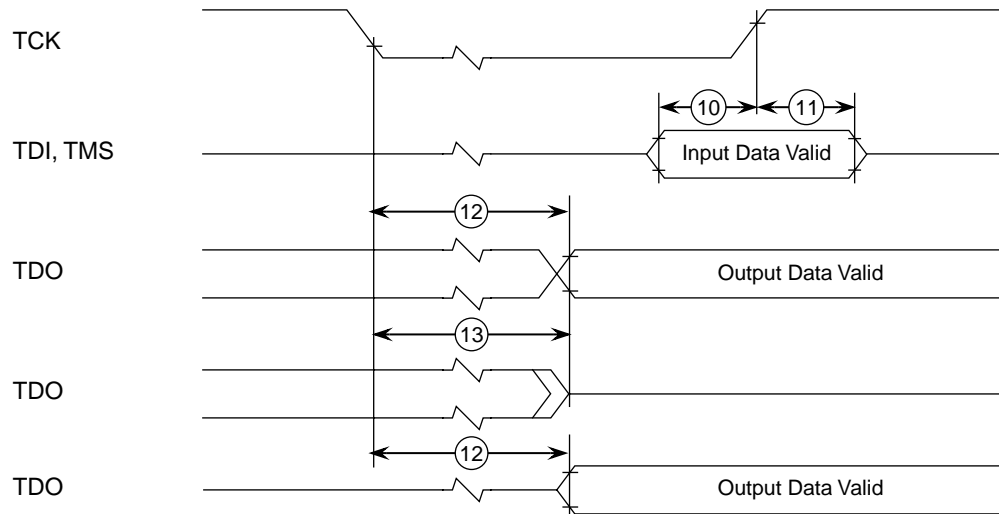 TCK
10
11
TDI, TMS
Input Data Valid
12
TDO
Output Data Valid
13
TDO
12
TDO
Output Data Valid